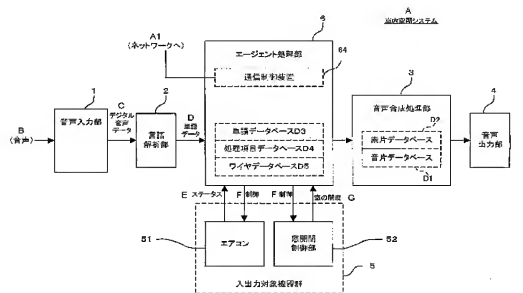 A
室内空調システム
6
A1
(ネットワークへ)
エージェント処理部
64
通信制御装置
1
C
デジタル
音声
データ
2
D
単語
データ
3
4
B
(音声)
音声入力部
言語
解析部
単語データベースD3
処理項目データベースD4
ワイヤデータベースD5
音声合成処理部
D2
素片データベース
音片データベース
D1
音声
出力部
E ステータス
F 制御
F 制御
窓の開度
G
51
エアコン
窓開閉
制御部
52
5
入出力対象機器群